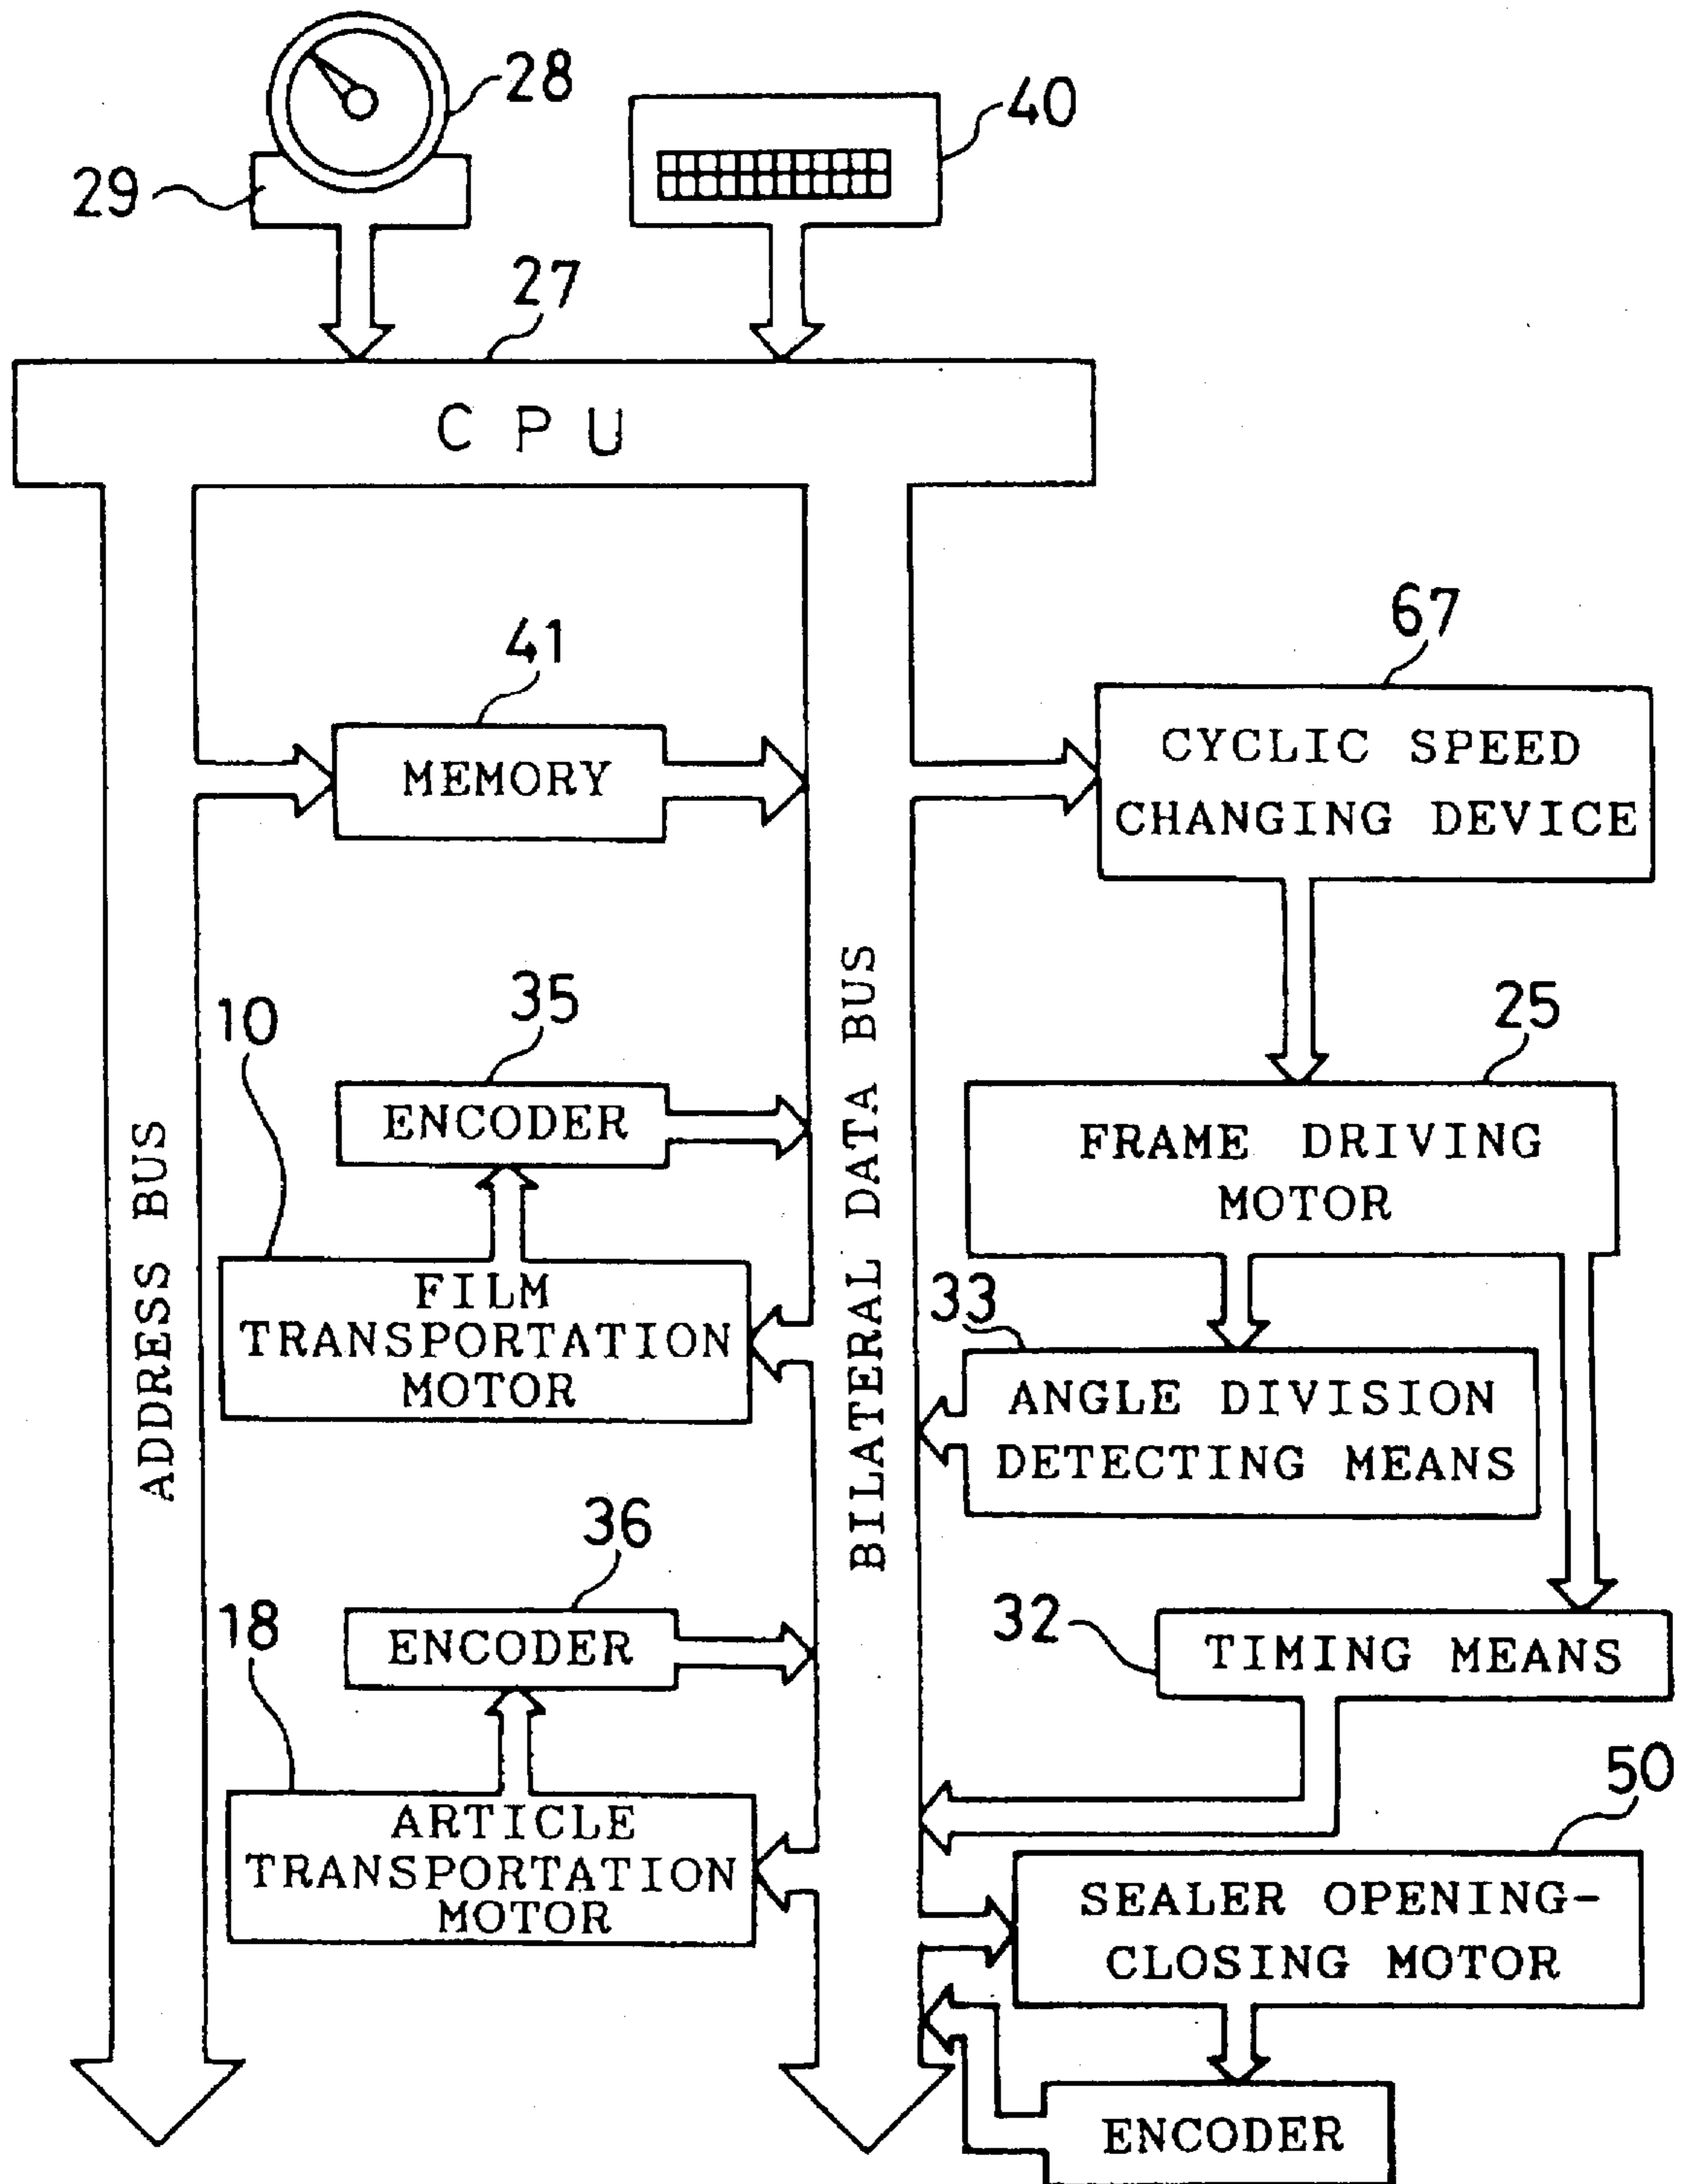 28
40
29
27
CPU
67
41
CYCLIC SPEED
CHANGING DEVICE
MEMORY
35
10
25
ENCODER
FRAME DRIVING
MOTOR
ADDRESS BUS
BILATERAL DATA BUS
FILM
TRANSPORTATION
MOTOR
33
ANGLE DIVISION
DETECTING MEANS
36
18
ENCODER
32
TIMING MEANS
50
ARTICLE
TRANSPORTATION
MOTOR
SEALER OPENING-
CLOSING MOTOR
ENCODER